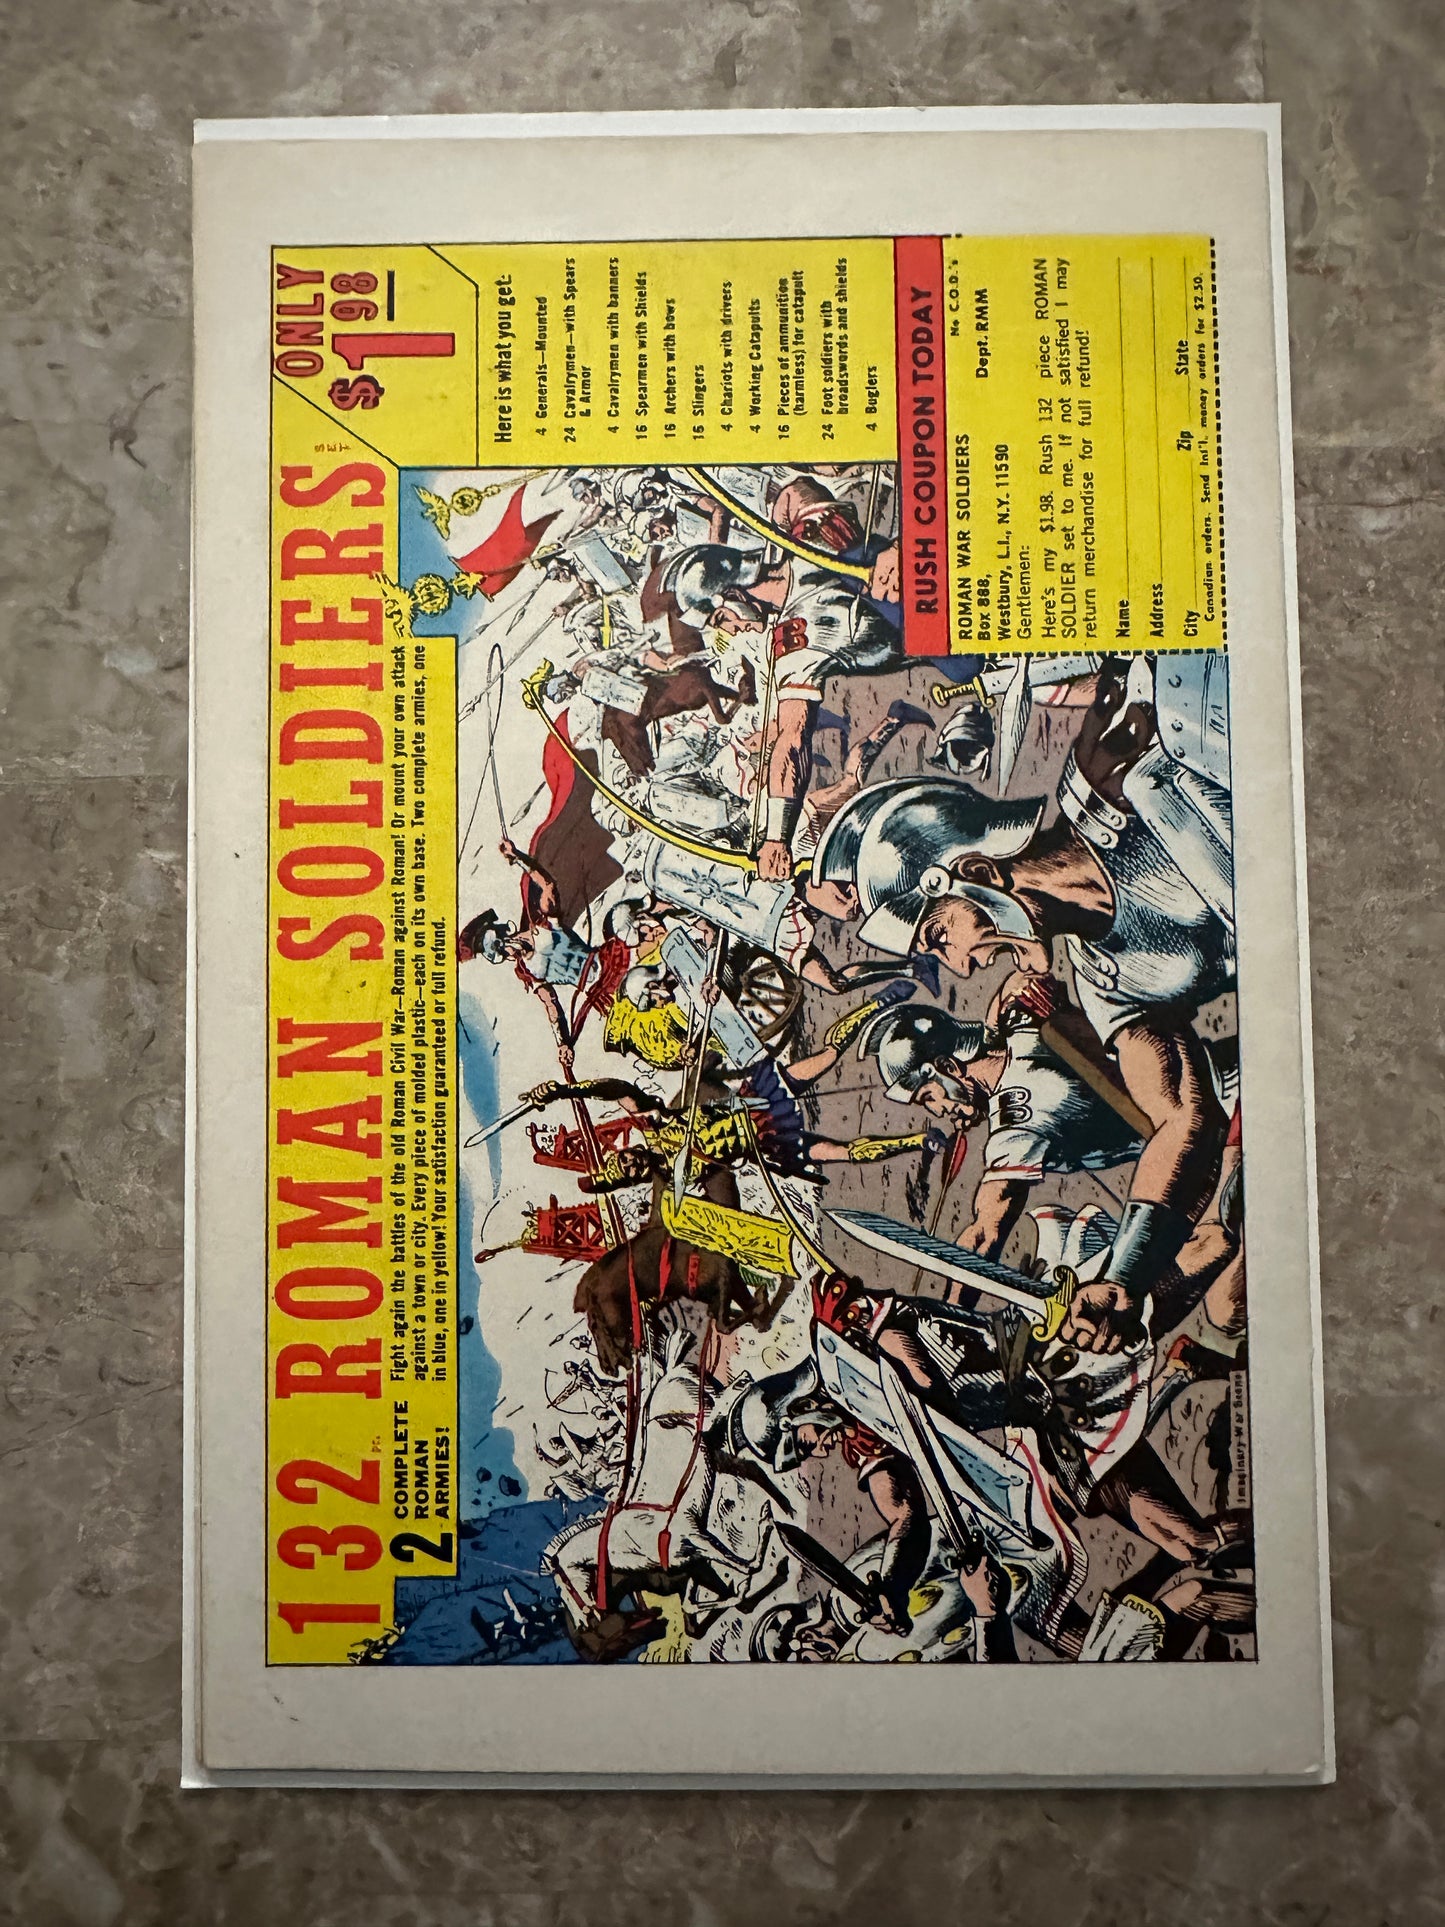 132 PC. ROMAN SOLDIERS SET
ONLY
$1 98
2 COMPLETE
ROMAN
ARMIES!
Fight again the battles of the old Roman Civil War—Roman against Roman! Or mount your own attack
against a town or city. Every piece of molded plastic—each on its own base. Two complete armies, one
in blue, one in yellow! Your satisfaction guaranteed or full refund.
Here is what you get:
4 Generals—Mounted
24 Cavalrymen—with Spears
& Armor
4 Cavalrymen with banners
16 Spearmen with Shields
16 Archers with bows
16 Slingers
4 Chariots with drivers
4 Working Catapults
16 Pieces of ammunition
(harmless) for catapult
24 Foot soldiers with
broadswords and shields
4 Buglers
RUSH COUPON TODAY
No C.O.D.'s
ROMAN WAR SOLDIERS
Box 888, Dept. RMM
Westbury, L.I., N.Y. 11590
Gentlemen:
Here's my $1.98. Rush 132 piece ROMAN
SOLDIER set to me. If not satisfied I may
return merchandise for full refund!
Name
Address
City Zip State
Canadian orders. Send Int'l. money orders for $2.50.
Imaginary War Scene